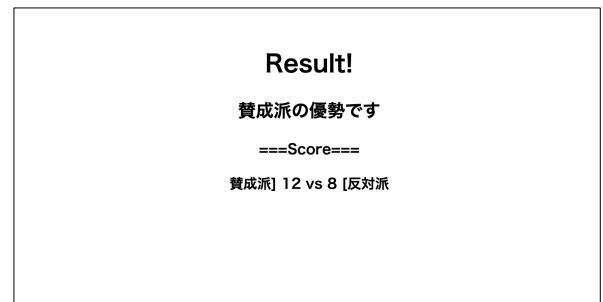 Result!
賛成派の優勢です
===Score===
賛成派] 12 vs 8 [反対派